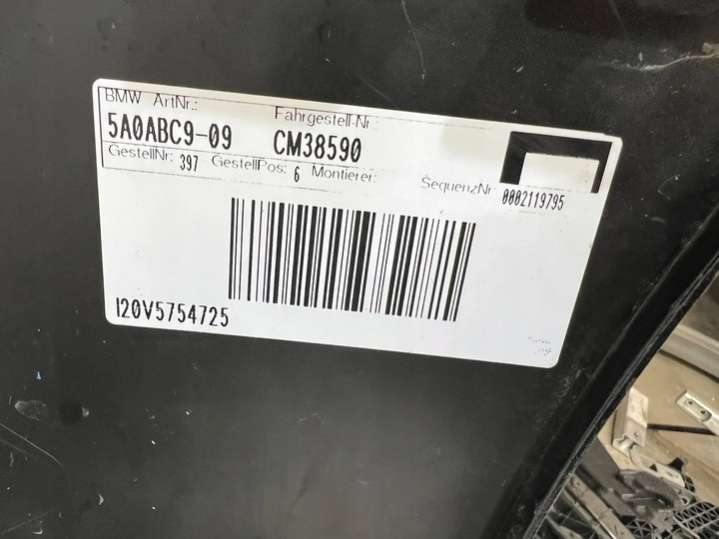 BMW ArtNr.: Fahrgestell-Nr.:
5A0ABC9-09 CM38590
GestellNr: 397 GestellPos: 6 Montierer: SequenzNr 0002119795
I20V5754725